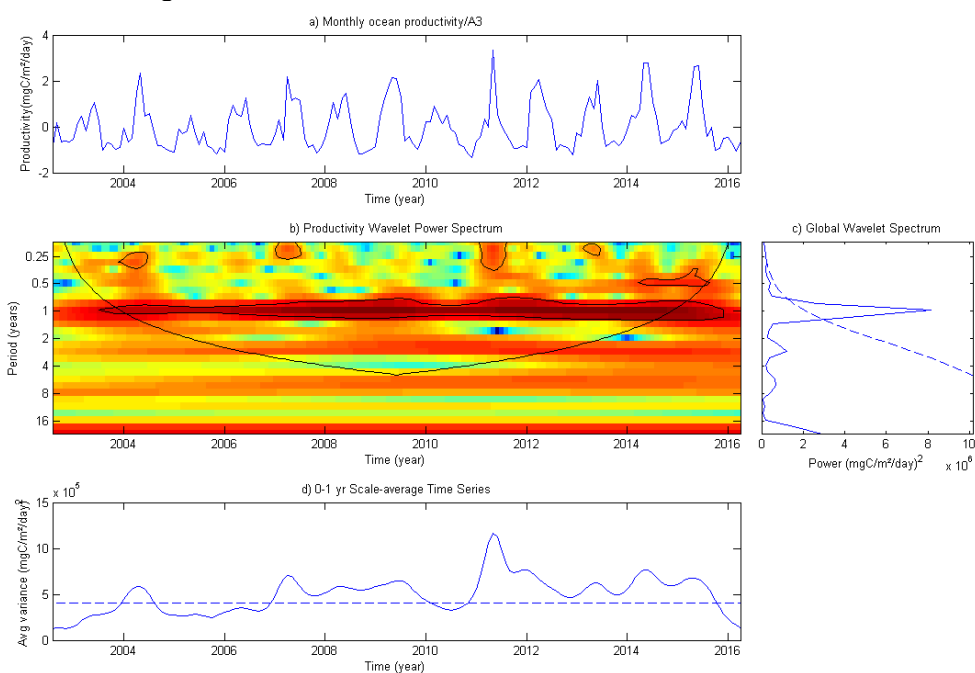 a) Monthly ocean productivity/A3
Productivity(mgC/m²/day)
4
2
0
-2
2004 2006 2008 2010 2012 2014 2016
Time (year)
b) Productivity Wavelet Power Spectrum
Period (years)
0.25
0.5
1
2
4
8
16
2004 2006 2008 2010 2012 2014 2016
Time (year)
c) Global Wavelet Spectrum
0 2 4 6 8 10
Power (mgC/m²/day)²
x 10⁶
d) 0-1 yr Scale-average Time Series
x 10⁵
Avg variance (mgC/m²/day)²
15
10
5
0
2004 2006 2008 2010 2012 2014 2016
Time (year)